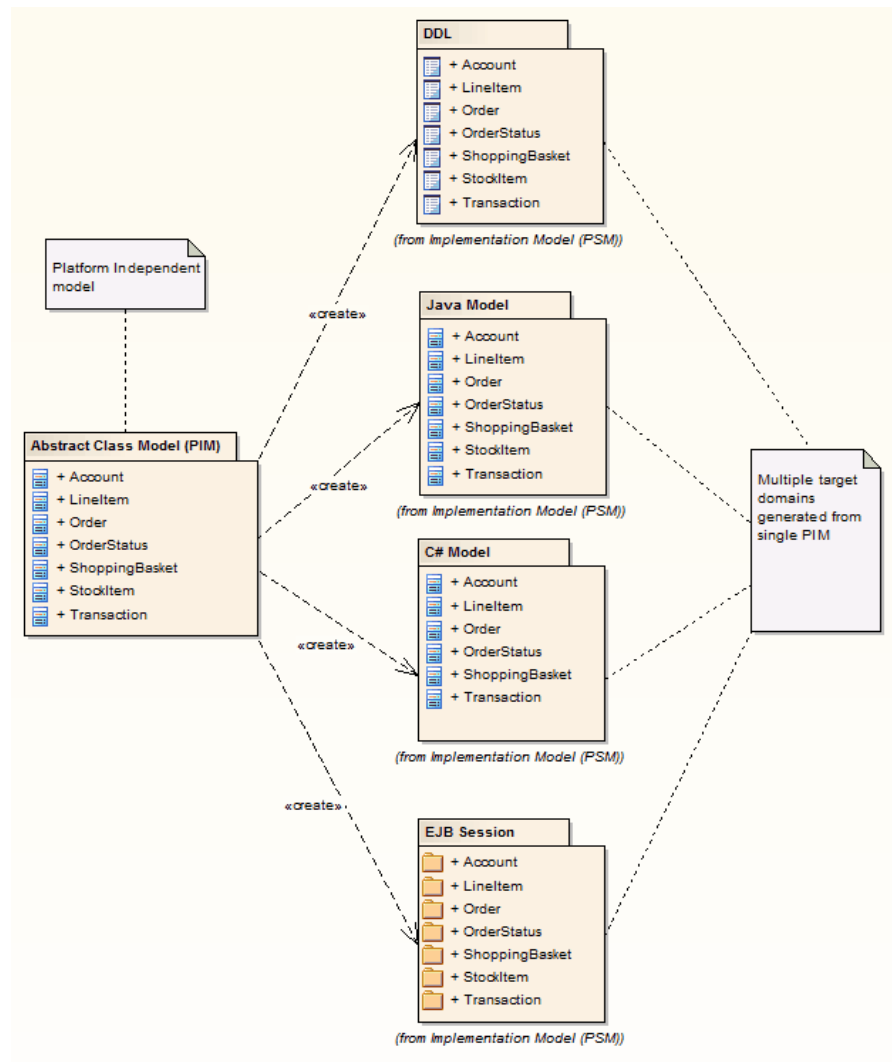 DDL
+ Account
+ LineItem
+ Order
+ OrderStatus
+ ShoppingBasket
+ StockItem
+ Transaction
(from Implementation Model (PSM))
Platform Independent
model
«create»
Java Model
+ Account
+ LineItem
+ Order
+ OrderStatus
+ ShoppingBasket
+ StockItem
+ Transaction
(from Implementation Model (PSM))
«create»
Abstract Class Model (PIM)
+ Account
+ LineItem
+ Order
+ OrderStatus
+ ShoppingBasket
+ StockItem
+ Transaction
Multiple target
domains
generated from
single PIM
C# Model
+ Account
+ LineItem
+ Order
+ OrderStatus
+ ShoppingBasket
+ Transaction
(from Implementation Model (PSM))
«create»
«create»
EJB Session
+ Account
+ LineItem
+ Order
+ OrderStatus
+ ShoppingBasket
+ StockItem
+ Transaction
(from Implementation Model (PSM))